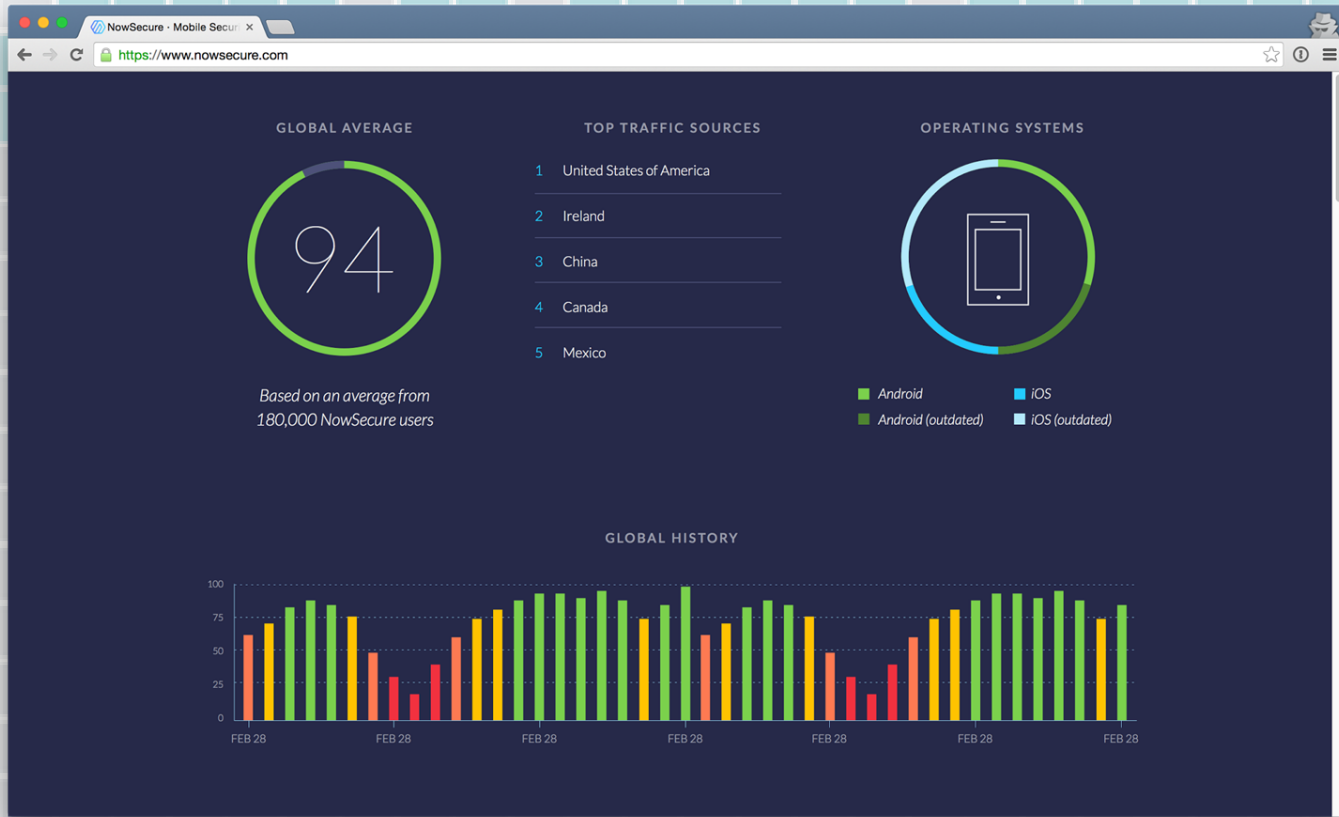 NowSecure · Mobile Secur
https://www.nowsecure.com
GLOBAL AVERAGE
94
Based on an average from
180,000 NowSecure users
TOP TRAFFIC SOURCES
1 United States of America
2 Ireland
3 China
4 Canada
5 Mexico
OPERATING SYSTEMS
Android
iOS
Android (outdated)
iOS (outdated)
GLOBAL HISTORY
100
75
50
25
0
FEB 28 FEB 28 FEB 28 FEB 28 FEB 28 FEB 28 FEB 28